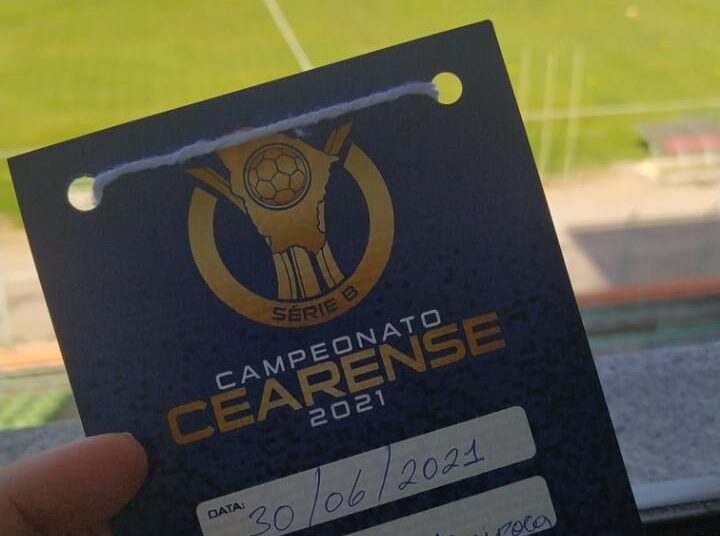 SÉRIE B
CAMPEONATO
CEARENSE
2021
DATA: 30/06/2021